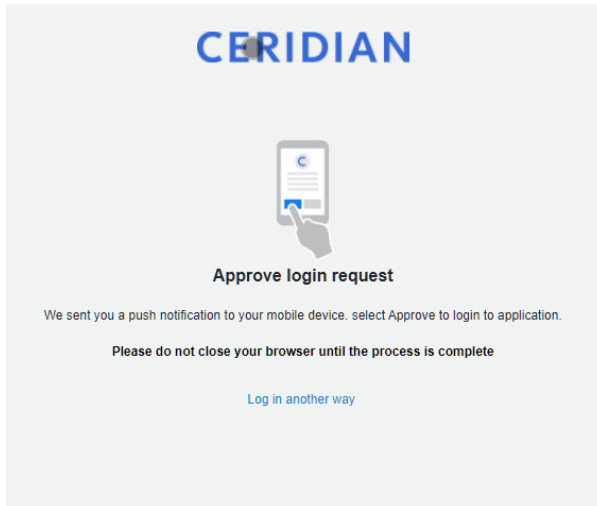 CERIDIAN
C
Approve login request
We sent you a push notification to your mobile device. select Approve to login to application.
Please do not close your browser until the process is complete
Log in another way